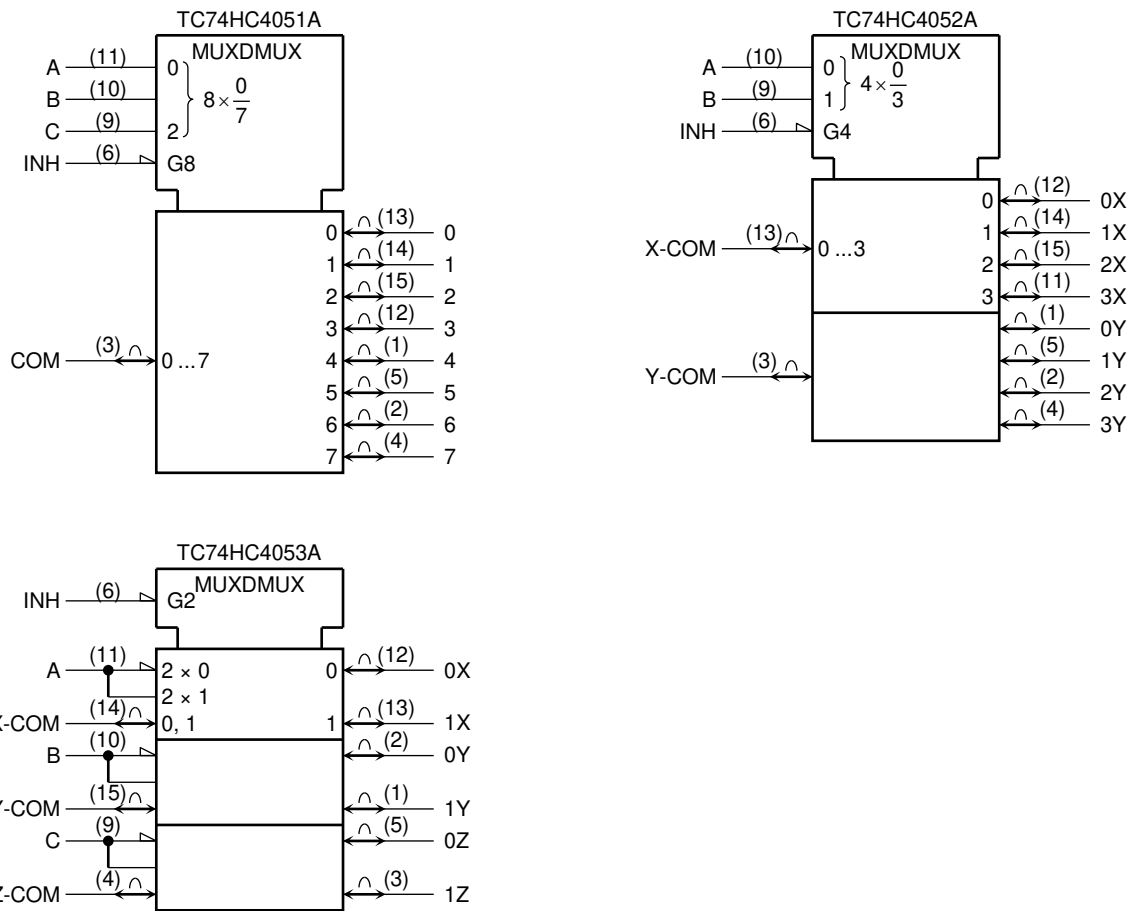 TC74HC4051A
MUXDMUX
A (11) 0
B (10) 8 × 0/7
C (9) 2
INH (6) G8
0 (13) 0
1 (14) 1
2 (15) 2
3 (12) 3
COM (3) 0 ...7 4 (1) 4
5 (5) 5
6 (2) 6
7 (4) 7
TC74HC4052A
MUXDMUX
A (10) 0
B (9) 1 4 × 0/3
INH (6) G4
0 (12) 0X
1 (14) 1X
X-COM (13) 0 ...3
2 (15) 2X
3 (11) 3X
(1) 0Y
(5) 1Y
Y-COM (3)
(2) 2Y
(4) 3Y
TC74HC4053A
MUXDMUX
INH (6) G2
A (11) 2 × 0 0 (12) 0X
2 × 1
X-COM (14) 0, 1 1 (13) 1X
B (10) (2) 0Y
Y-COM (15) (1) 1Y
C (9) (5) 0Z
Z-COM (4) (3) 1Z